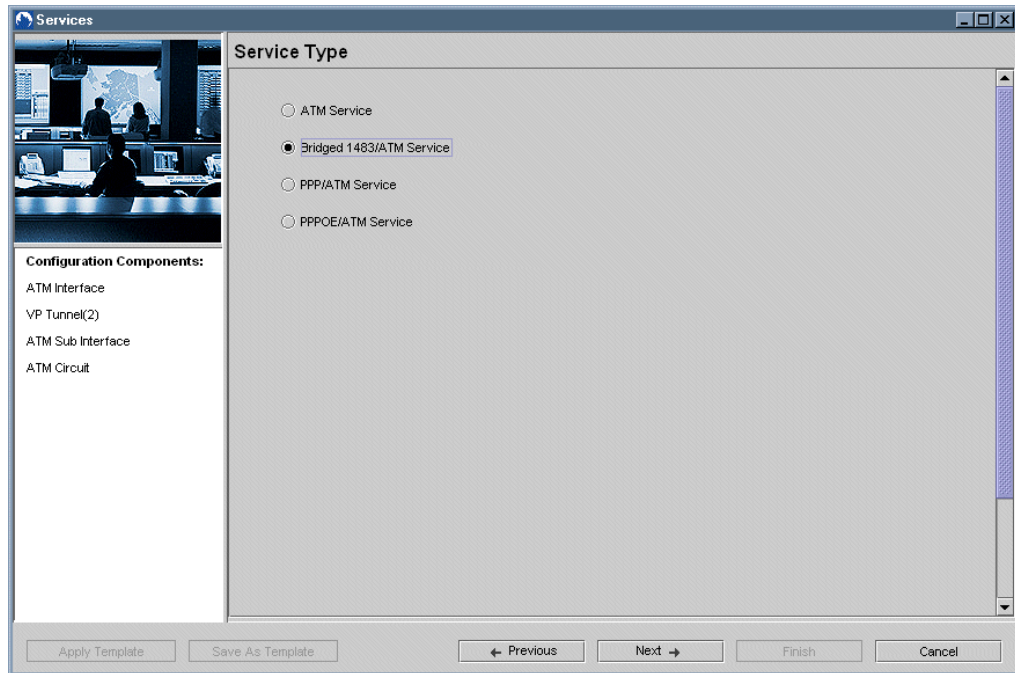 Services
Service Type
ATM Service
Bridged 1483/ATM Service
PPP/ATM Service
PPPOE/ATM Service
Configuration Components:
ATM Interface
VP Tunnel(2)
ATM Sub Interface
ATM Circuit
Apply Template
Save As Template
Previous
Next
Finish
Cancel